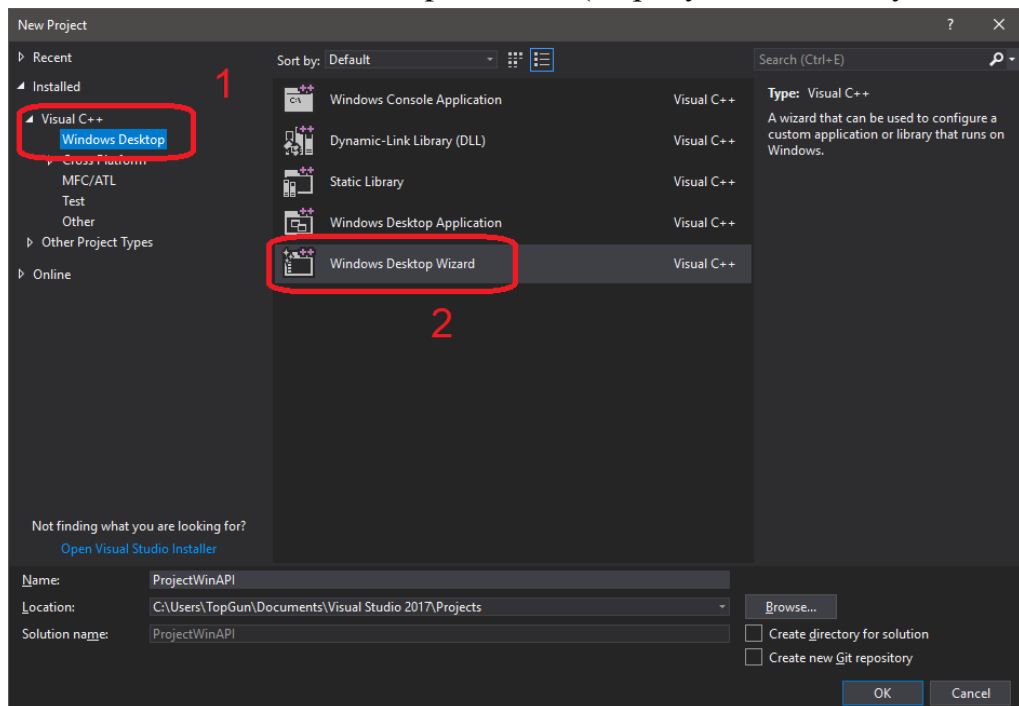 New Project ? ×
Recent
Installed
1
Visual C++
Windows Desktop
Cross Platform
MFC/ATL
Test
Other
Other Project Types
Online
Not finding what you are looking for?
Open Visual Studio Installer
Sort by: Default
Windows Console Application Visual C++
Dynamic-Link Library (DLL) Visual C++
Static Library Visual C++
Windows Desktop Application Visual C++
Windows Desktop Wizard Visual C++
2
Search (Ctrl+E)
Type: Visual C++
A wizard that can be used to configure a
custom application or library that runs on
Windows.
Name: ProjectWinAPI
Location: C:\Users\TopGun\Documents\Visual Studio 2017\Projects
Browse...
Solution name: ProjectWinAPI
Create directory for solution
Create new Git repository
OK Cancel